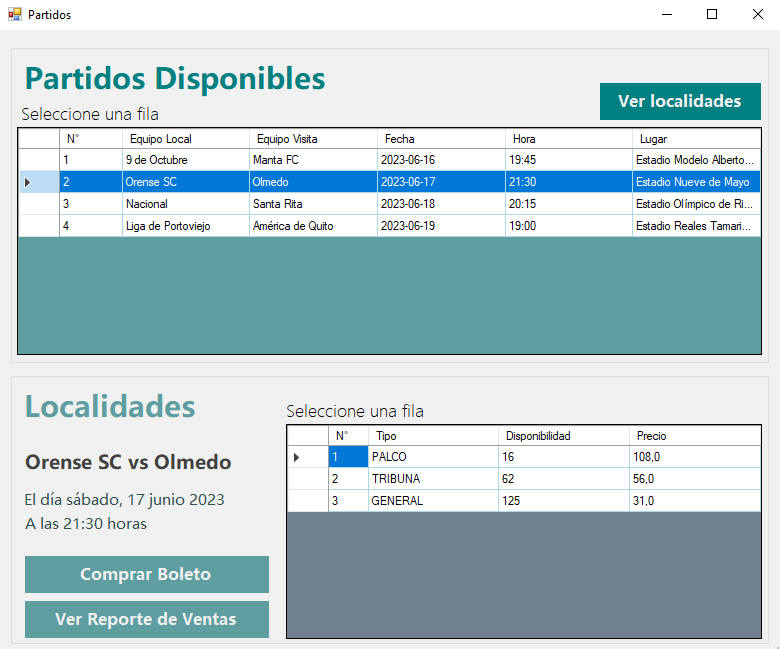 Partidos
Partidos Disponibles
Seleccione una fila
Ver localidades
N° Equipo Local Equipo Visita Fecha Hora Lugar
1 9 de Octubre Manta FC 2023-06-16 19:45 Estadio Modelo Alberto...
2 Orense SC Olmedo 2023-06-17 21:30 Estadio Nueve de Mayo
3 Nacional Santa Rita 2023-06-18 20:15 Estadio Olímpico de Ri...
4 Liga de Portoviejo América de Quito 2023-06-19 19:00 Estadio Reales Tamari...
Localidades
Orense SC vs Olmedo
El día sábado, 17 junio 2023
A las 21:30 horas
Comprar Boleto
Ver Reporte de Ventas
Seleccione una fila
N° Tipo Disponibilidad Precio
1 PALCO 16 108,0
2 TRIBUNA 62 56,0
3 GENERAL 125 31,0